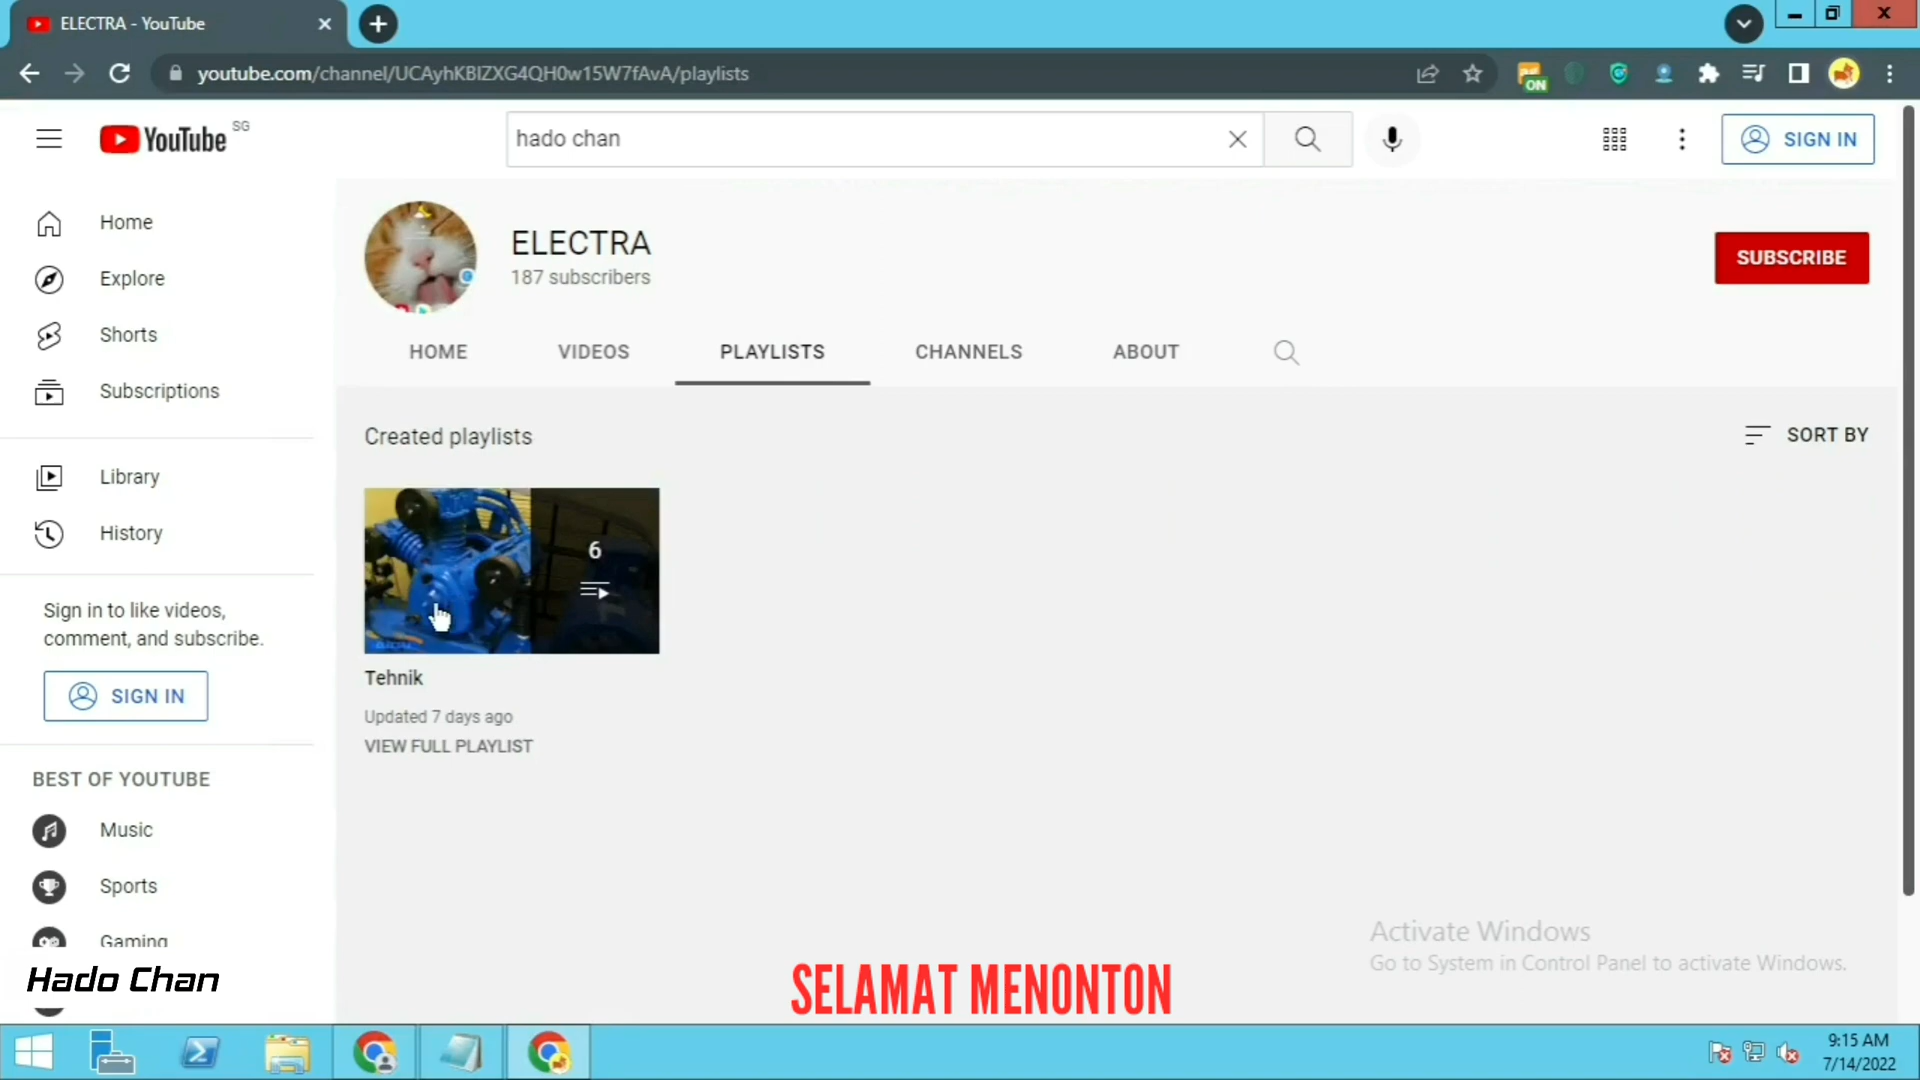 ELECTRA - YouTube
youtube.com/channel/UCAyhKBIZXG4QH0w15W7fAvA/playlists
ON
YouTube SG
hado chan
SIGN IN
Home
Explore
Shorts
Subscriptions
Library
History
Sign in to like videos,
comment, and subscribe.
SIGN IN
BEST OF YOUTUBE
Music
Sports
Gaming
ELECTRA
187 subscribers
SUBSCRIBE
HOME
VIDEOS
PLAYLISTS
CHANNELS
ABOUT
Created playlists
SORT BY
6
Tehnik
Updated 7 days ago
VIEW FULL PLAYLIST
Activate Windows
Go to System in Control Panel to activate Windows.
Hado Chan
SELAMAT MENONTON
9:15 AM
7/14/2022